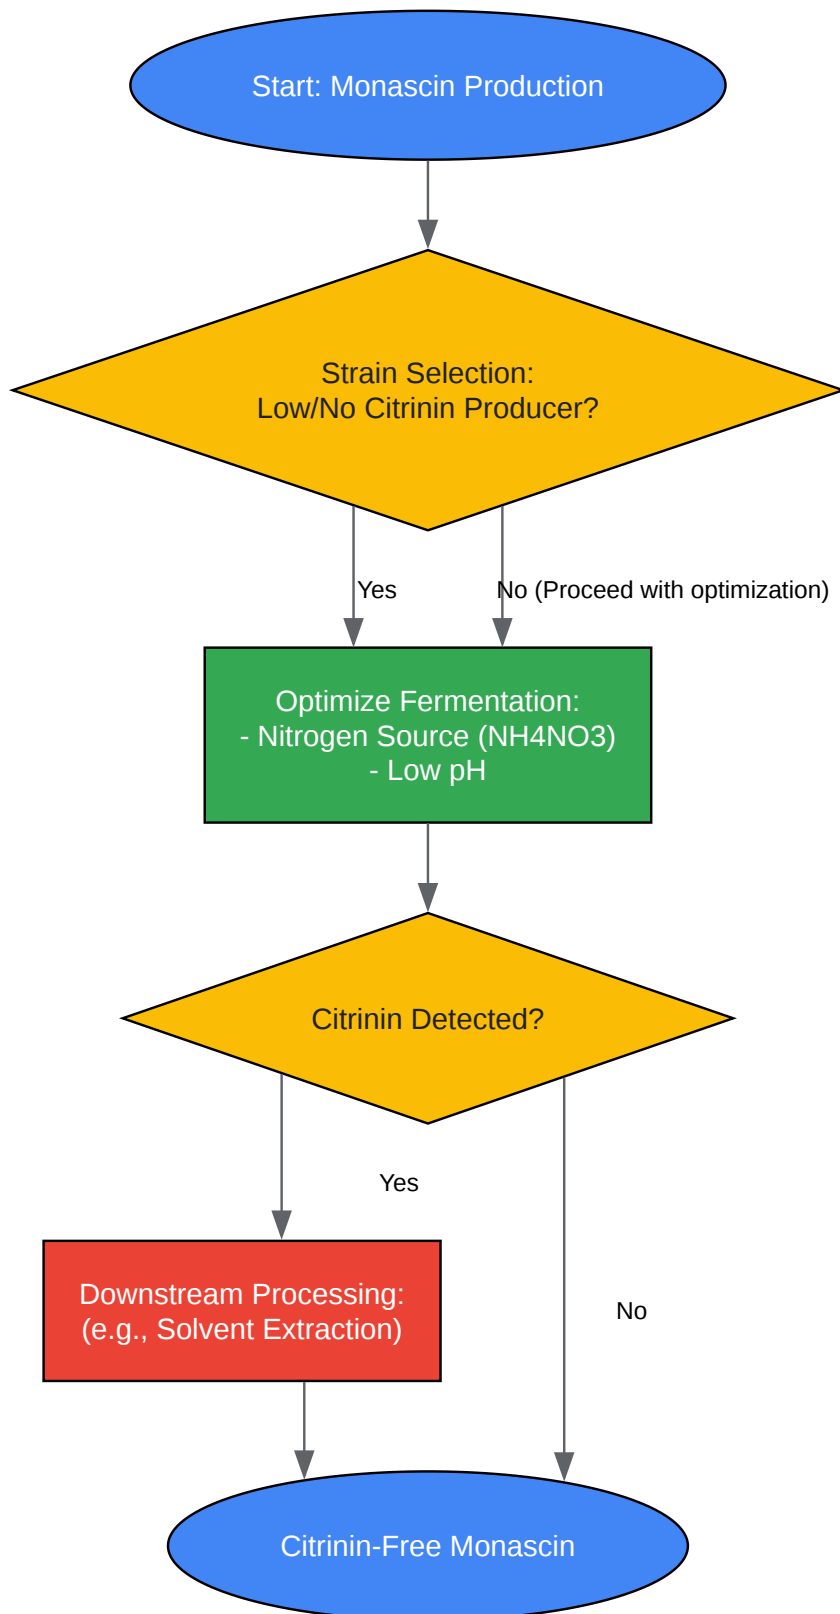 Start: Monascin Production
Strain Selection:
Low/No Citrinin Producer?
Yes
No (Proceed with optimization)
Optimize Fermentation:
- Nitrogen Source (NH4NO3)
- Low pH
Citrinin Detected?
Yes
Downstream Processing:
(e.g., Solvent Extraction)
No
Citrinin-Free Monascin